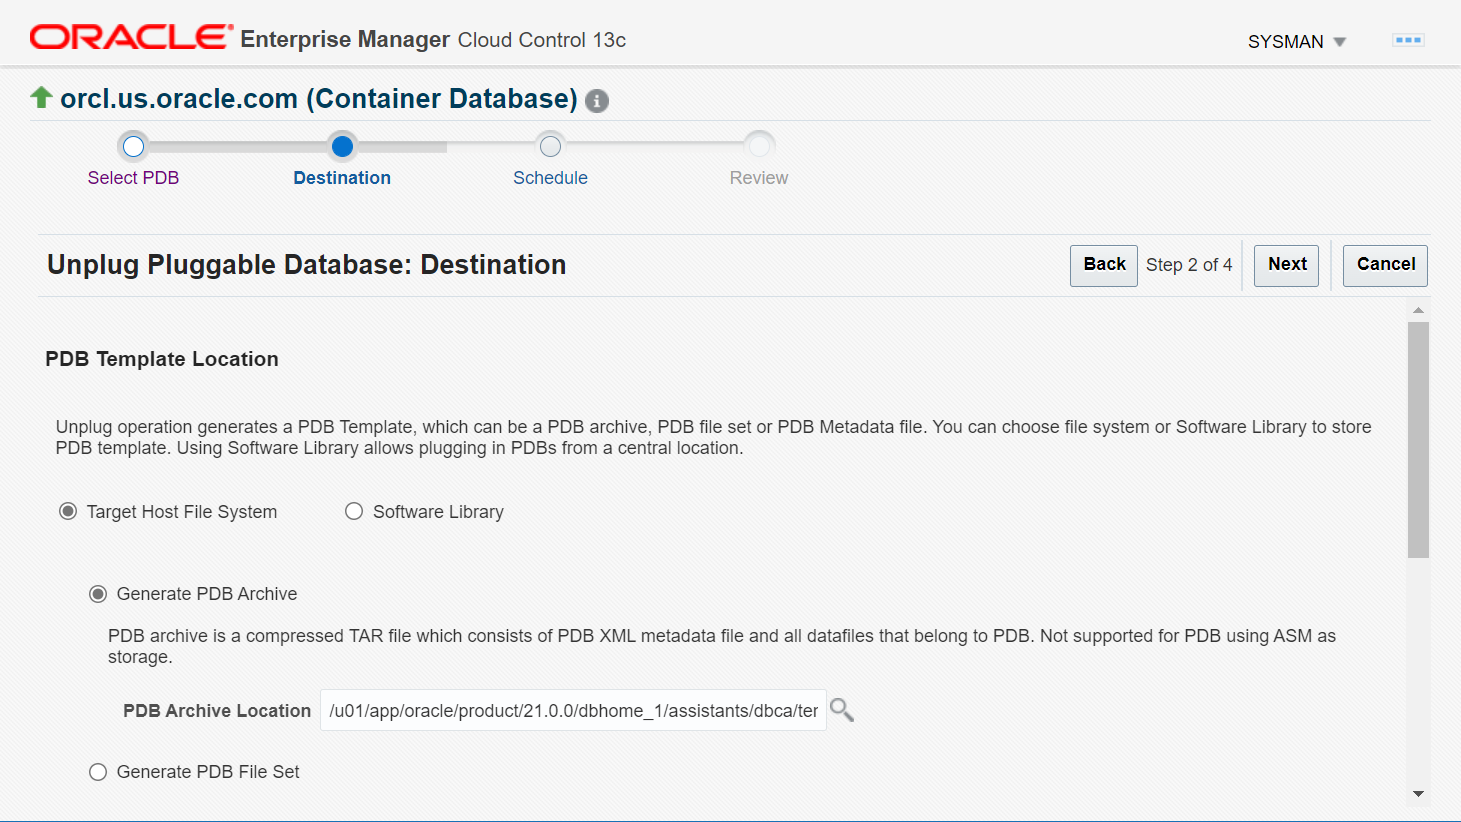 ORACLE Enterprise Manager Cloud Control 13c
SYSMAN
orcl.us.oracle.com (Container Database)
Select PDB
Destination
Schedule
Review
Unplug Pluggable Database: Destination
Back
Step 2 of 4
Next
Cancel
PDB Template Location
Unplug operation generates a PDB Template, which can be a PDB archive, PDB file set or PDB Metadata file. You can choose file system or Software Library to store
PDB template. Using Software Library allows plugging in PDBs from a central location.
Target Host File System
Software Library
Generate PDB Archive
PDB archive is a compressed TAR file which consists of PDB XML metadata file and all datafiles that belong to PDB. Not supported for PDB using ASM as
storage.
PDB Archive Location
/u01/app/oracle/product/21.0.0/dbhome_1/assistants/dbca/ter
Generate PDB File Set